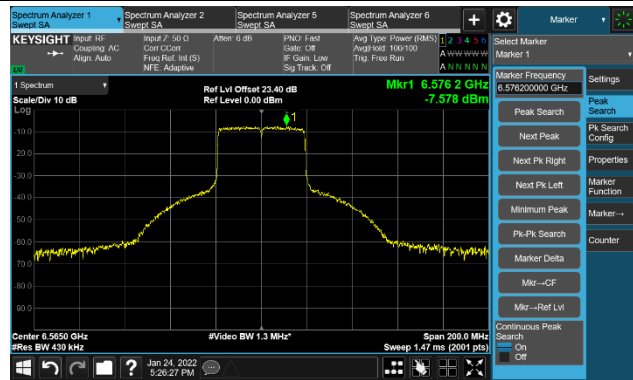 Spectrum Analyzer 1
Swept SA
Spectrum Analyzer 2
Swept SA
Spectrum Analyzer 5
Swept SA
Spectrum Analyzer 6
Swept SA
+
Marker
KEYSIGHT
Input: RF
Coupling: AC
Align: Auto
Input Z: 50 Ω
Corr CCorr
Freq Ref: Int (S)
NFE: Adaptive
Atten: 6 dB
PNO: Fast
Gate: Off
IF Gain: Low
Sig Track: Off
Avg Type: Power (RMS)
Avg|Hold: 100/100
Trig: Free Run
1 2 3 4 5 6
A W W W W W
A N N N N N
LVI
Select Marker
Marker 1
1 Spectrum
Scale/Div 10 dB
Ref Lvl Offset 23.40 dB
Ref Level 0.00 dBm
Mkr1 6.576 2 GHz
-7.578 dBm
Log
1
-10.0
-20.0
-30.0
-40.0
-50.0
-60.0
-70.0
-80.0
-90.0
Center 6.5650 GHz
#Res BW 430 kHz
#Video BW 1.3 MHz*
Span 200.0 MHz
Sweep 1.47 ms (2001 pts)
Marker Frequency
6.576200000 GHz
Peak Search
Next Peak
Next Pk Right
Next Pk Left
Minimum Peak
Pk-Pk Search
Marker Delta
Mkr→CF
Mkr→Ref Lvl
Continuous Peak
Search
On
Off
Settings
Peak
Search
Pk Search
Config
Properties
Marker
Function
Marker→
Counter
?
Jan 24, 2022
5:26:27 PM